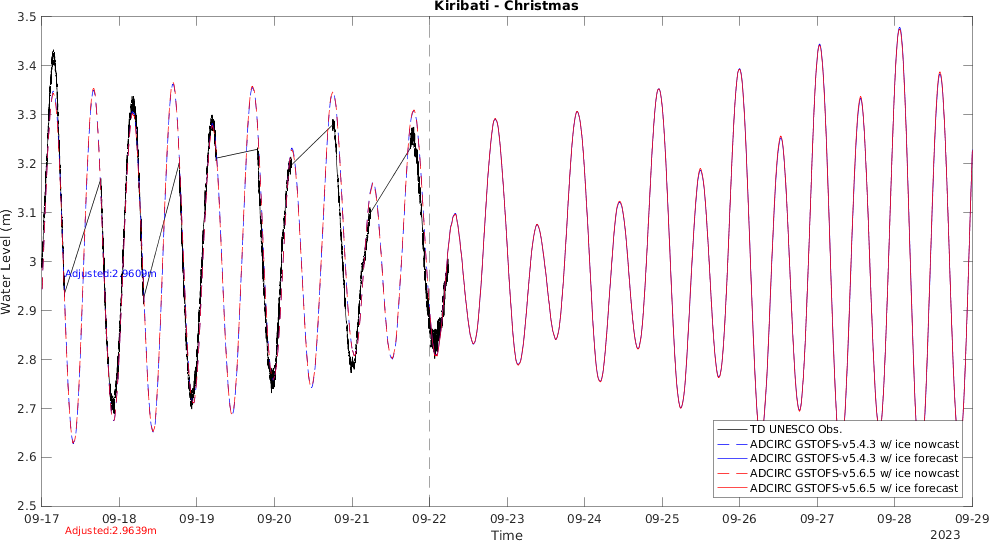 Kiribati - Christmas
3.5
3.4
3.3
3.2
3.1
3
2.9
2.8
2.7
2.6
2.5
Water Level (m)
Adjusted:2.9609m
TD UNESCO Obs.
ADCIRC GSTOFS-v5.4.3 w/ ice nowcast
ADCIRC GSTOFS-v5.4.3 w/ ice forecast
ADCIRC GSTOFS-v5.6.5 w/ ice nowcast
ADCIRC GSTOFS-v5.6.5 w/ ice forecast
09-17 09-18 09-19 09-20 09-21 09-22 09-23 09-24 09-25 09-26 09-27 09-28 09-29
Adjusted:2.9639m
Time
2023